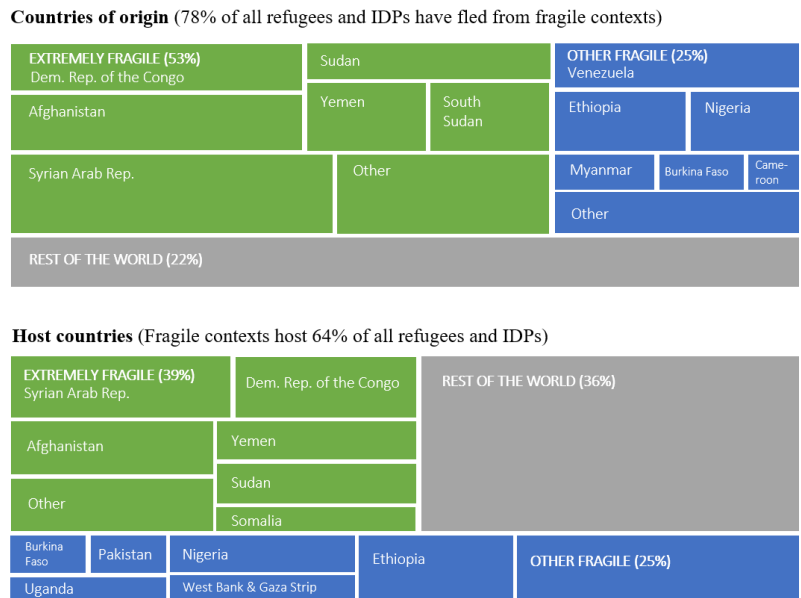 Countries of origin (78% of all refugees and IDPs have fled from fragile contexts)
EXTREMELY FRAGILE (53%)
Dem. Rep. of the Congo
Sudan
OTHER FRAGILE (25%)
Venezuela
Afghanistan
Yemen
South
Sudan
Ethiopia
Nigeria
Syrian Arab Rep.
Other
Myanmar
Burkina Faso
Came-
roon
Other
REST OF THE WORLD (22%)
Host countries (Fragile contexts host 64% of all refugees and IDPs)
EXTREMELY FRAGILE (39%)
Syrian Arab Rep.
Dem. Rep. of the Congo
REST OF THE WORLD (36%)
Afghanistan
Yemen
Sudan
Other
Somalia
Burkina
Faso
Pakistan
Nigeria
Ethiopia
OTHER FRAGILE (25%)
Uganda
West Bank & Gaza Strip